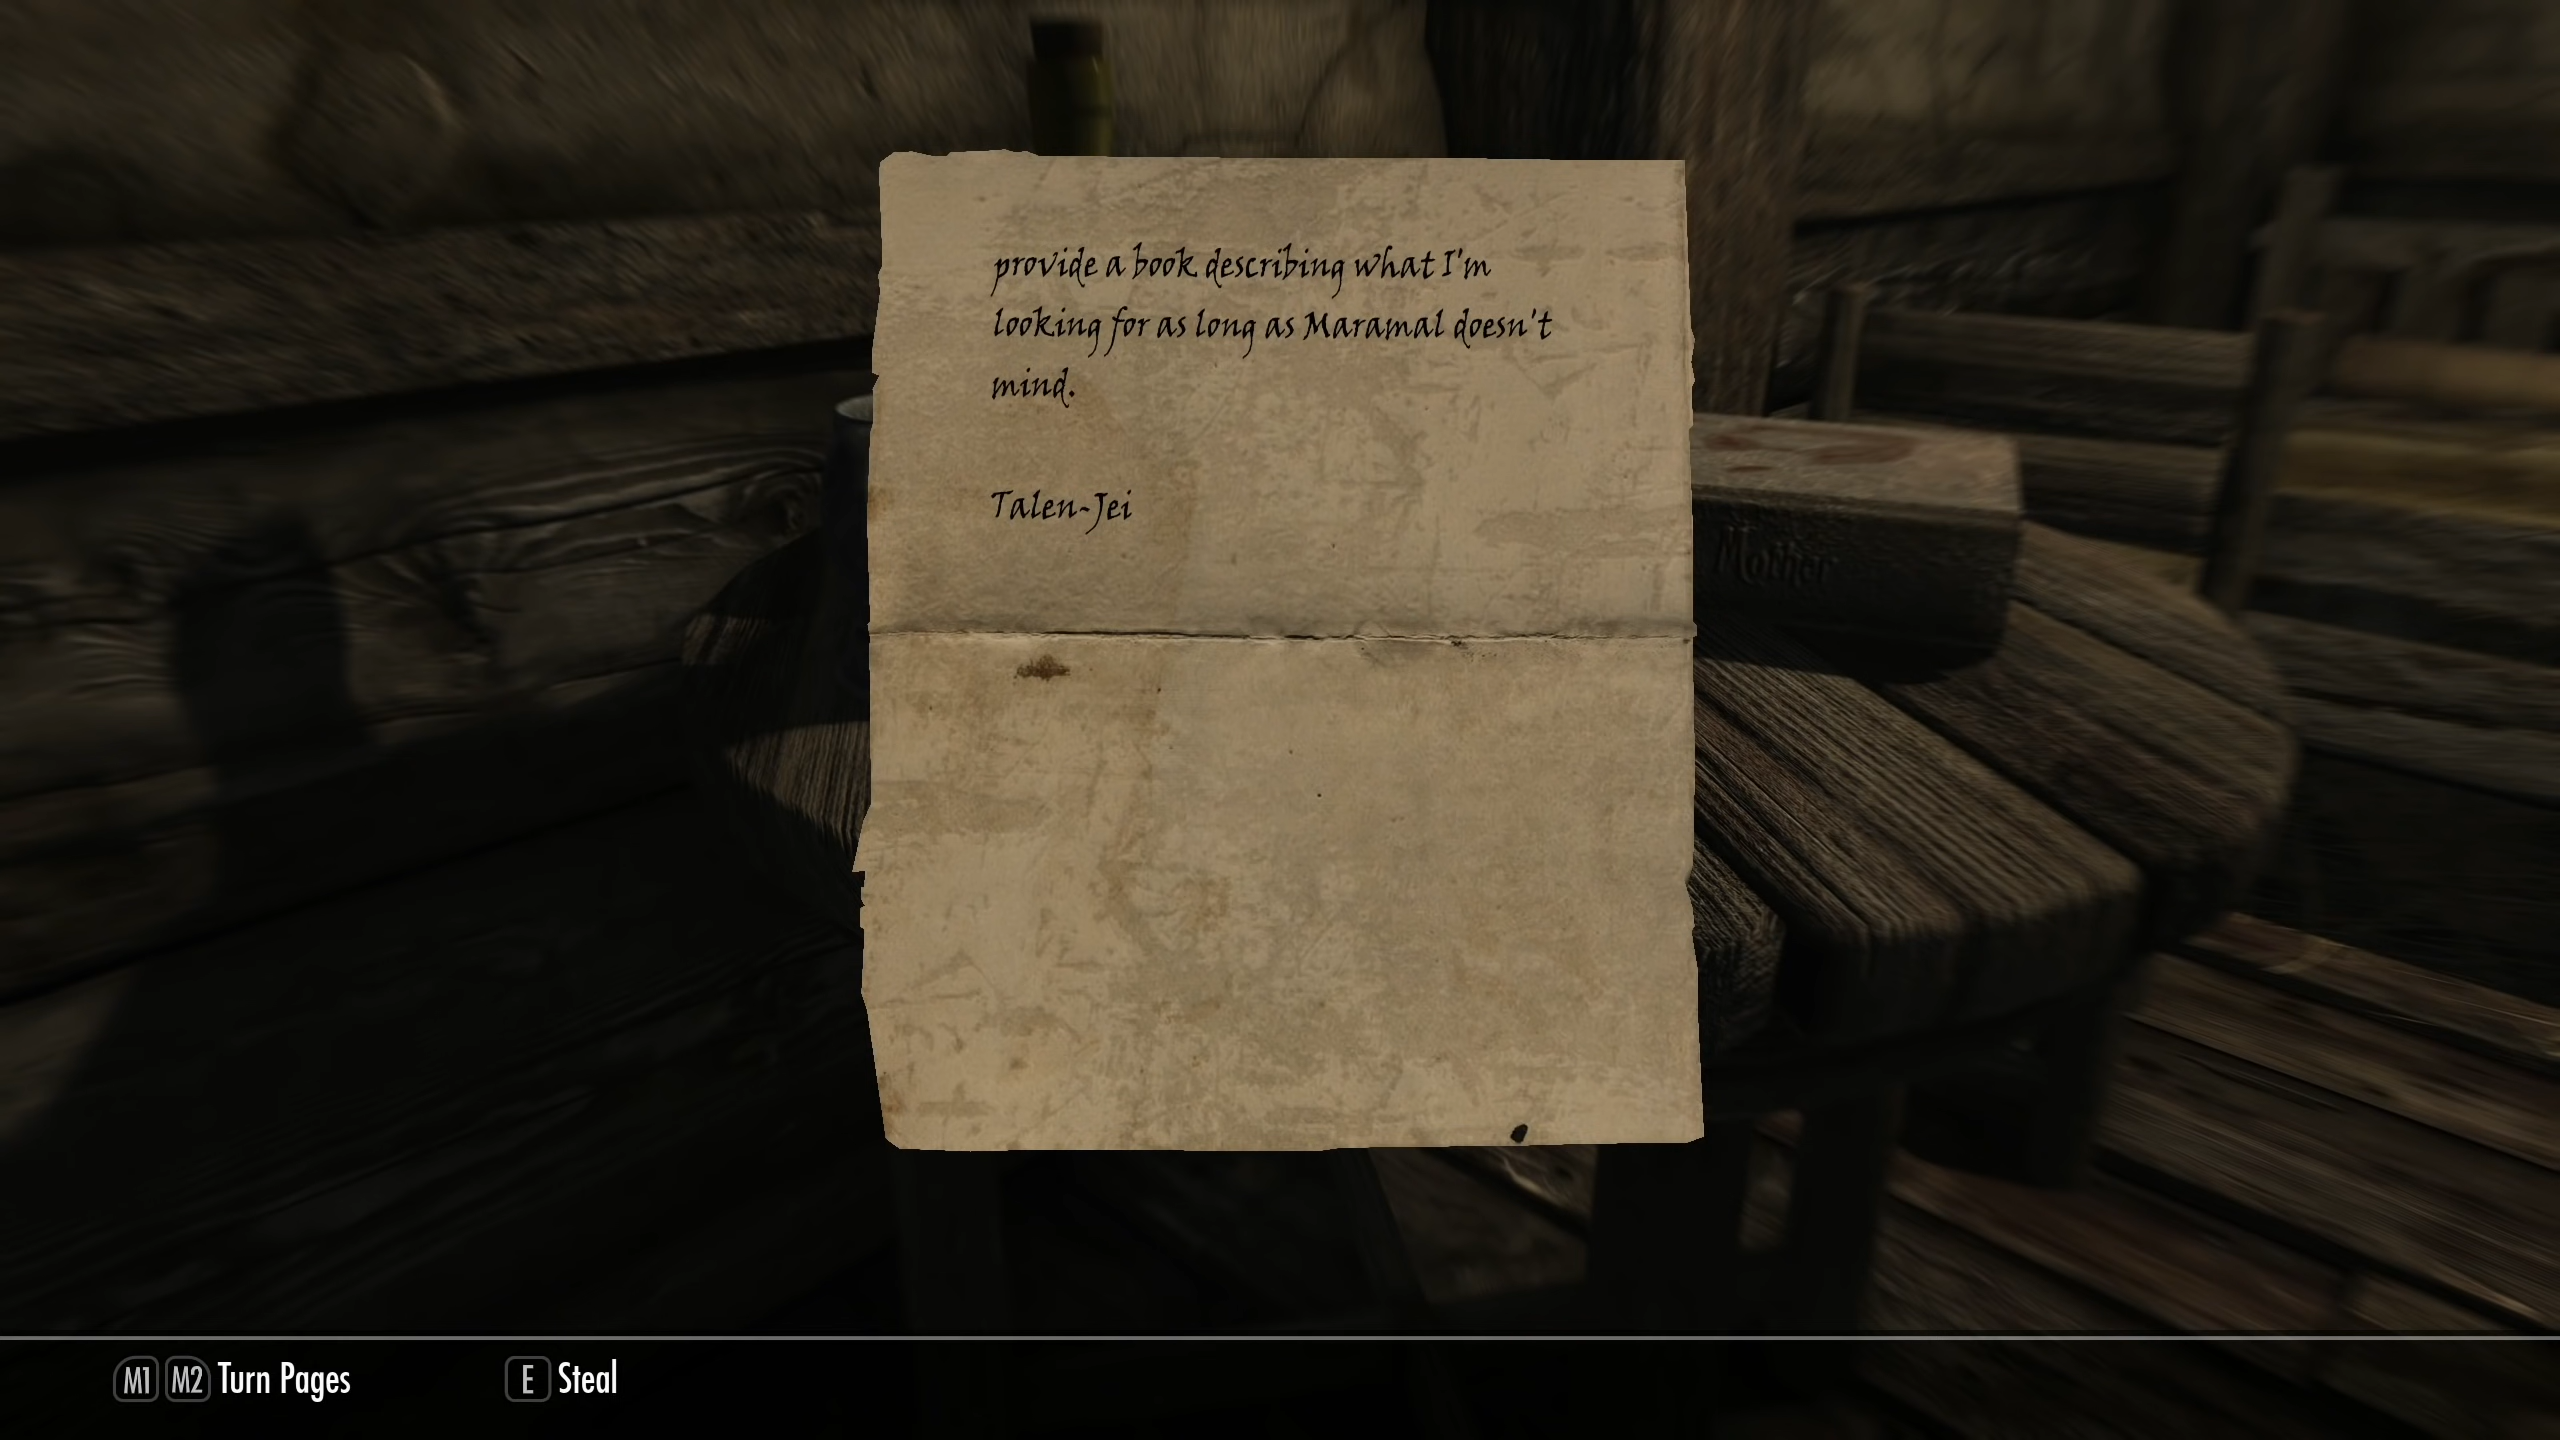 provide a book describing what I'm
looking for as long as Maramal doesn't
mind.
Talen-Jei
Mother
M1 M2 Turn Pages
E Steal